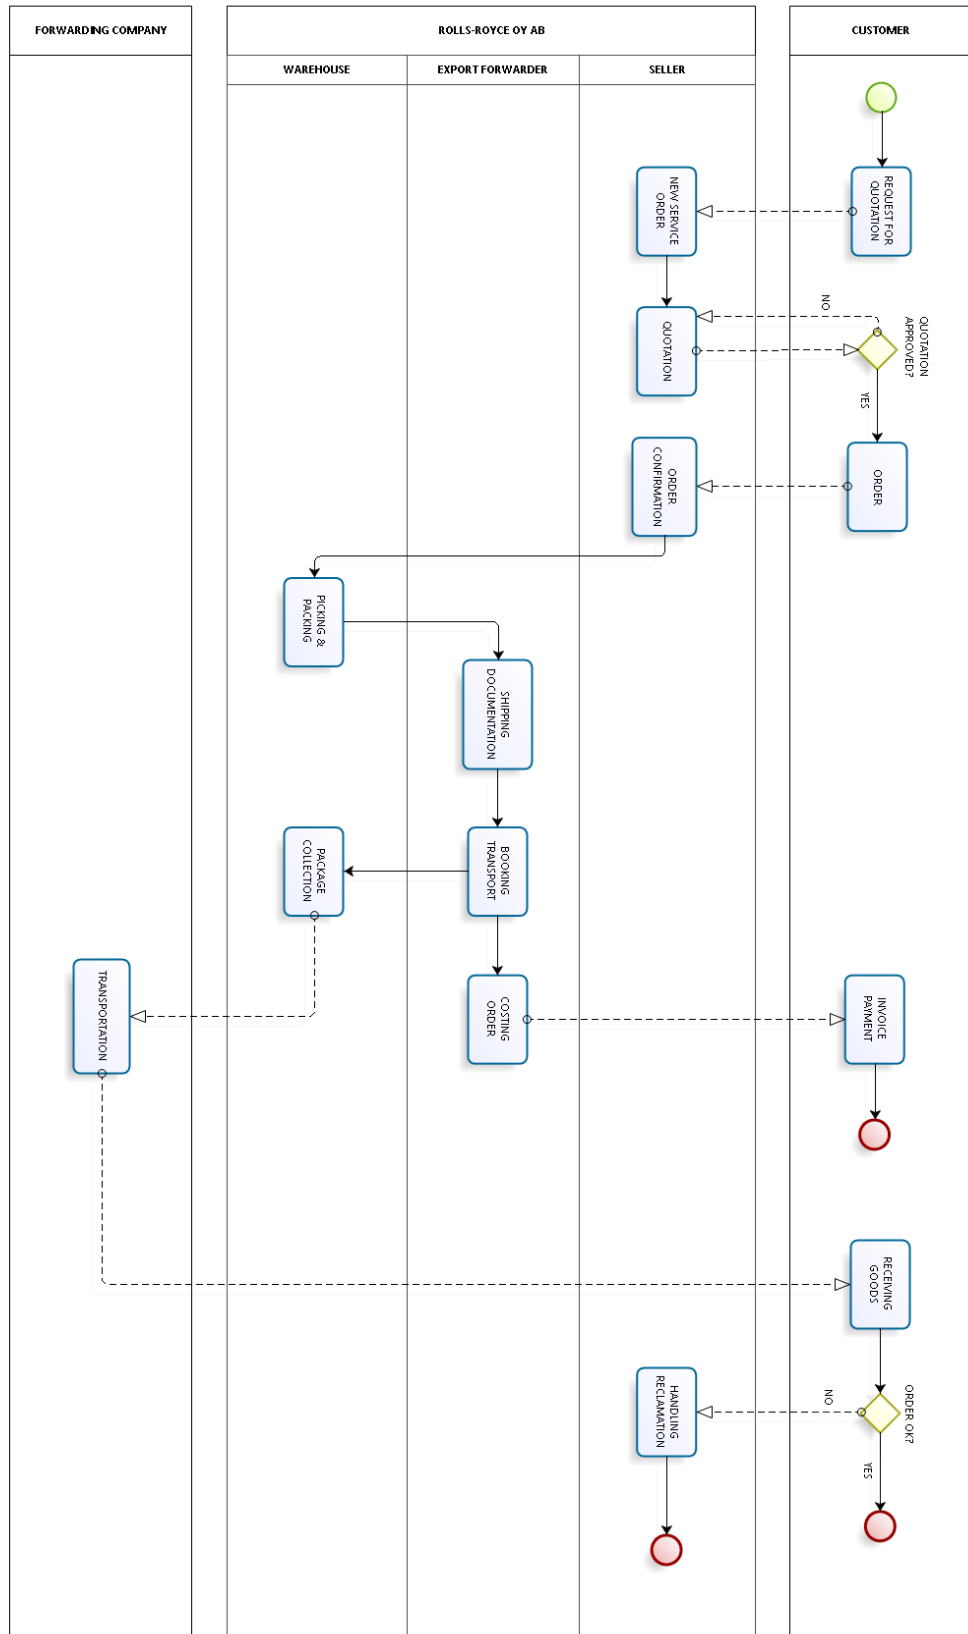 FORWARDING COMPANY
ROLLS-ROYCE OY AB
CUSTOMER
WAREHOUSE
EXPORT FORWARDER
SELLER
REQUEST FOR
QUOTATION
NEW SERVICE
ORDER
NO
QUOTATION
APPROVED?
QUOTATION
YES
ORDER
ORDER
CONFIRMATION
PICKING &
PACKING
SHIPPING
DOCUMENTATION
BOOKING
TRANSPORT
PACKAGE
COLLECTION
TRANSPORTATION
COSTING
ORDER
INVOICE
PAYMENT
RECEIVING
GOODS
HANDLING
RECLAMATION
NO
ORDER OK?
YES